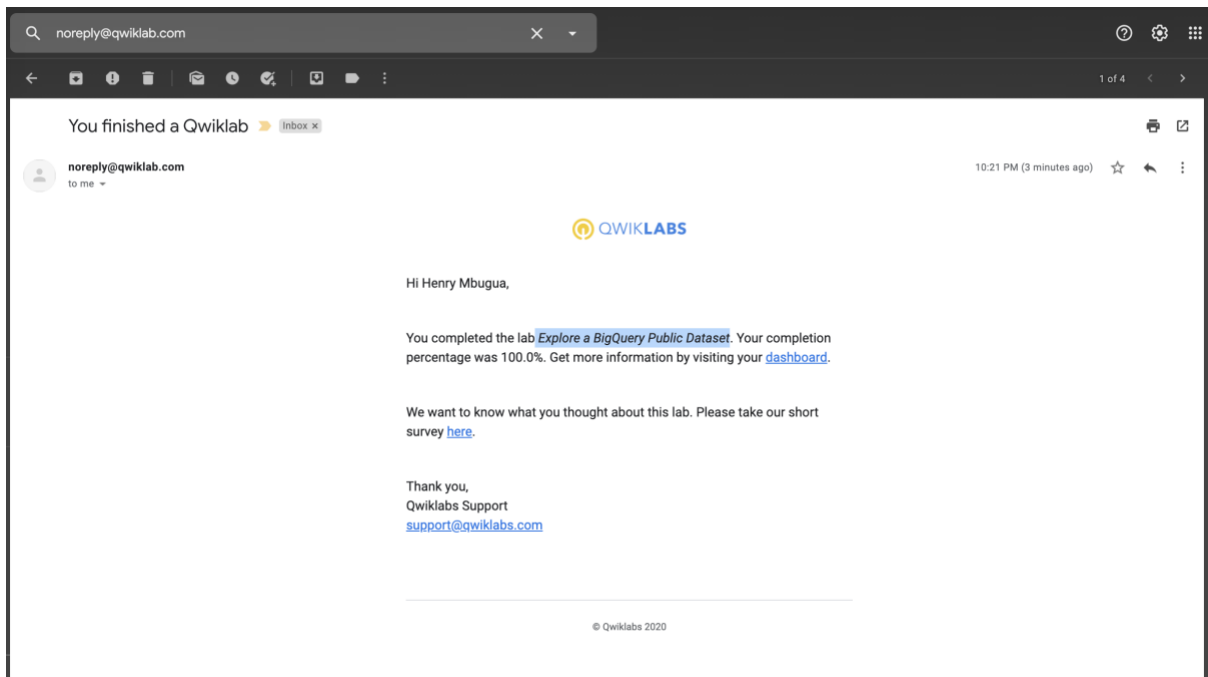 noreply@qwiklab.com
1 of 4
You finished a Qwiklab Inbox x
noreply@qwiklab.com 10:21 PM (3 minutes ago)
to me
QWIKLABS
Hi Henry Mbugua,
You completed the lab Explore a BigQuery Public Dataset. Your completion
percentage was 100.0%. Get more information by visiting your dashboard.
We want to know what you thought about this lab. Please take our short
survey here.
Thank you,
Qwiklabs Support
support@qwiklabs.com
© Qwiklabs 2020